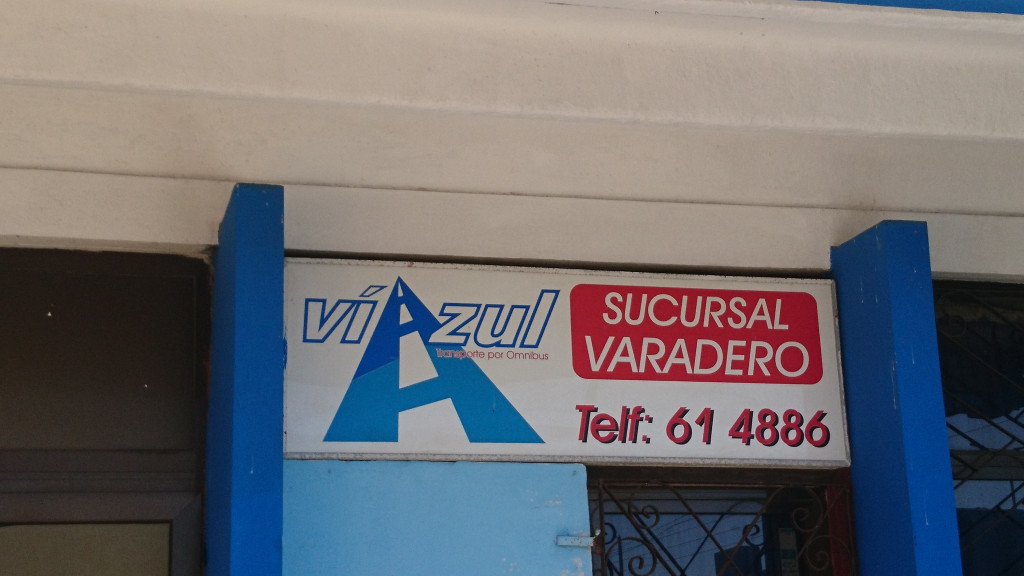 víAzul
Transporte por Omnibus
SUCURSAL
VARADERO
Telf: 61 4886